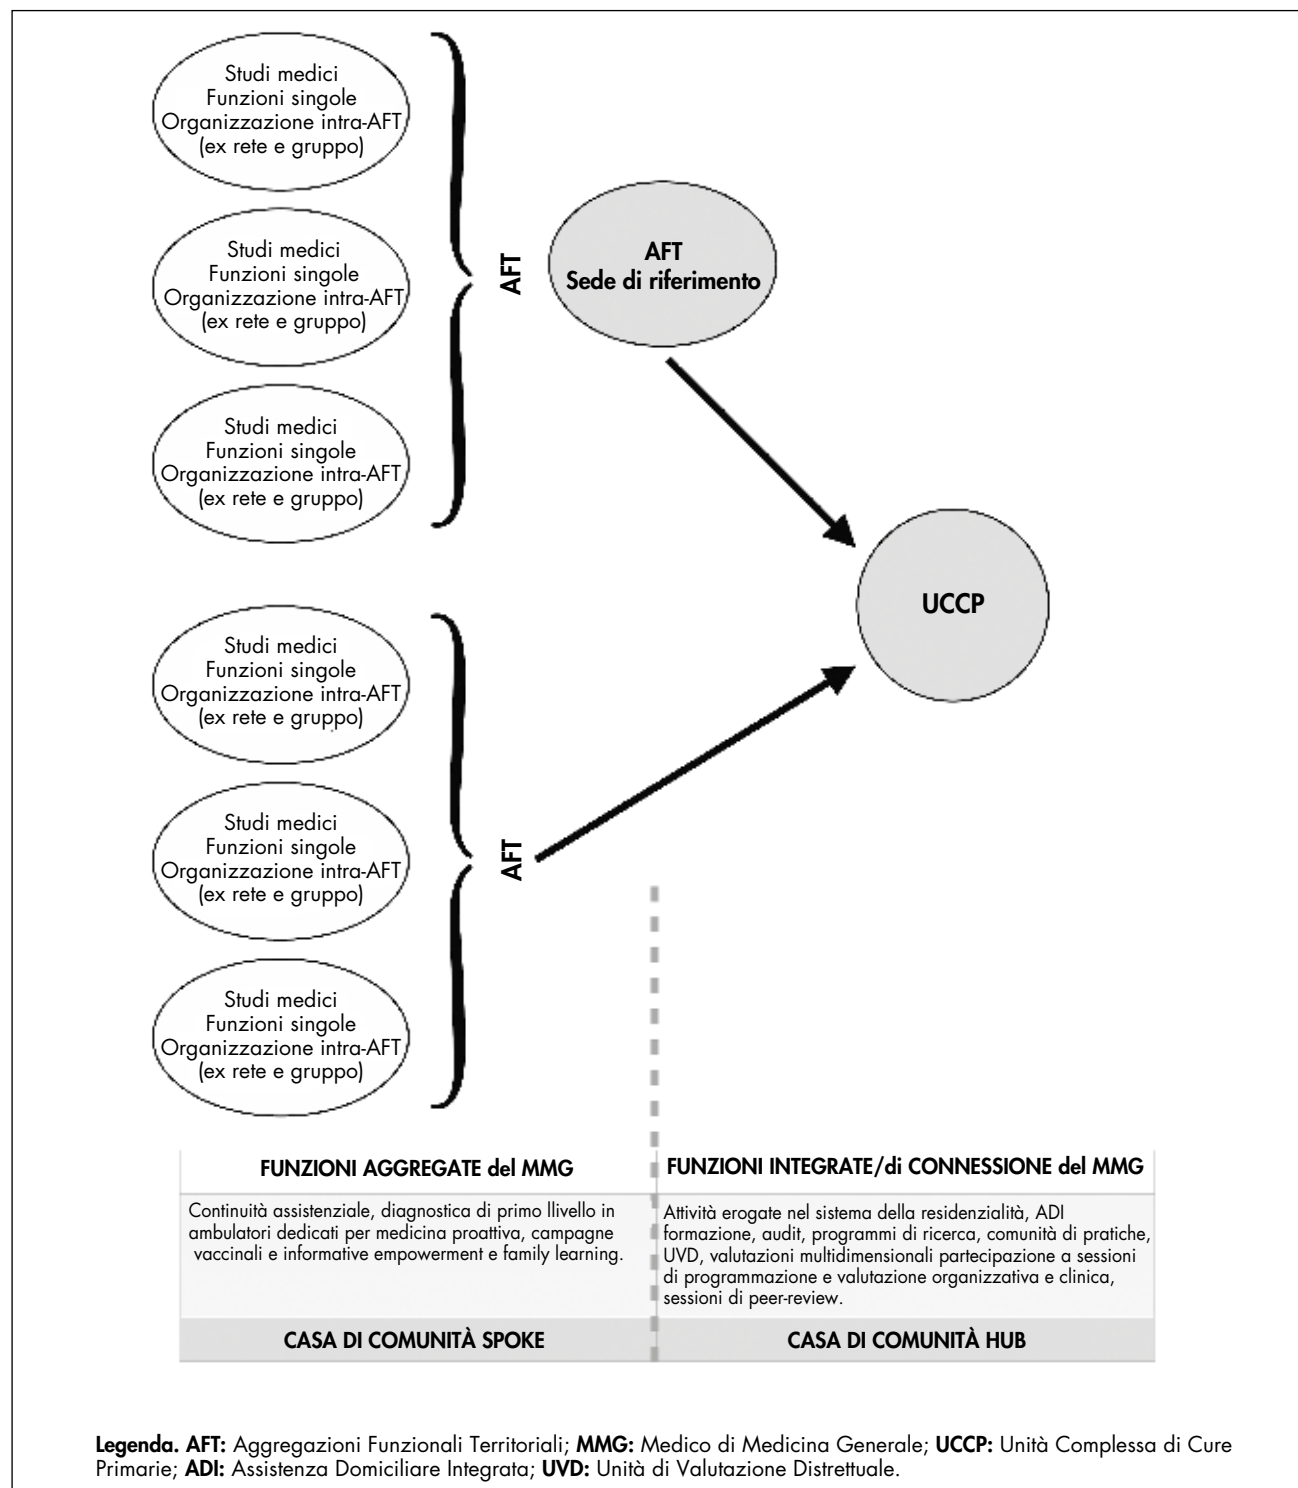 Studi medici
Funzioni singole
Organizzazione intra-AFT
(ex rete e gruppo)
Studi medici
Funzioni singole
Organizzazione intra-AFT
(ex rete e gruppo)
Studi medici
Funzioni singole
Organizzazione intra-AFT
(ex rete e gruppo)
AFT
AFT
Sede di riferimento
UCCP
Studi medici
Funzioni singole
Organizzazione intra-AFT
(ex rete e gruppo)
Studi medici
Funzioni singole
Organizzazione intra-AFT
(ex rete e gruppo)
Studi medici
Funzioni singole
Organizzazione intra-AFT
(ex rete e gruppo)
AFT
FUNZIONI AGGREGATE del MMG
Continuità assistenziale, diagnostica di primo llivello in
ambulatori dedicati per medicina proattiva, campagne
vaccinali e informative empowerment e family learning.
CASA DI COMUNITÀ SPOKE
FUNZIONI INTEGRATE/di CONNESSIONE del MMG
Attività erogate nel sistema della residenzialità, ADI
formazione, audit, programmi di ricerca, comunità di pratiche,
UVD, valutazioni multidimensionali partecipazione a sessioni
di programmazione e valutazione organizzativa e clinica,
sessioni di peer-review.
CASA DI COMUNITÀ HUB
Legenda. AFT: Aggregazioni Funzionali Territoriali; MMG: Medico di Medicina Generale; UCCP: Unità Complessa di Cure
Primarie; ADI: Assistenza Domiciliare Integrata; UVD: Unità di Valutazione Distrettuale.